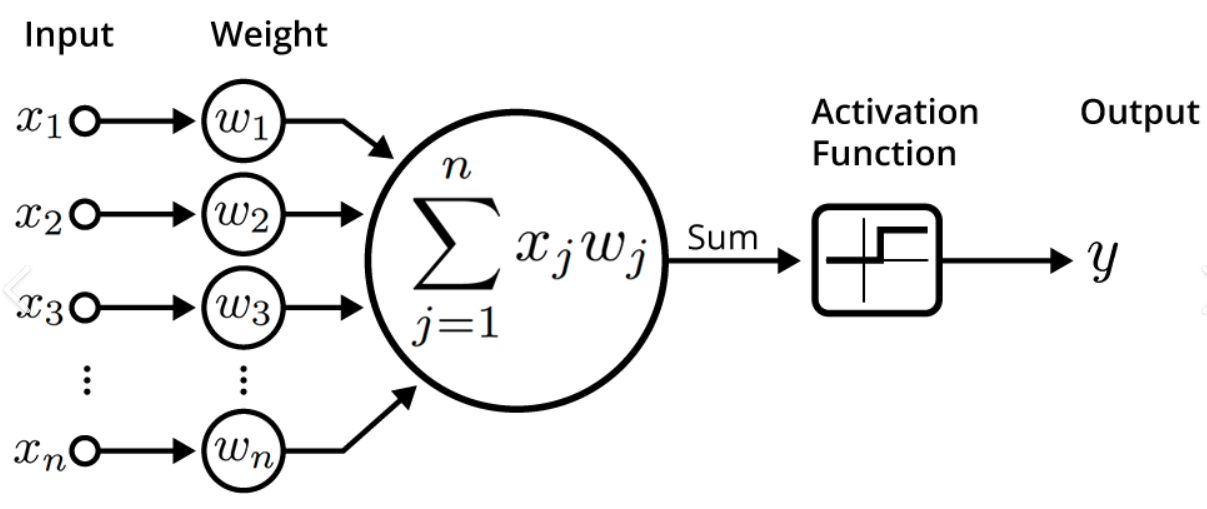 Input
Weight
Activation
Function
Output
x₁
w₁
x₂
w₂
x₃
w₃
⋮
⋮
xₙ
wₙ
n
∑ xⱼwⱼ
j=1
Sum
y